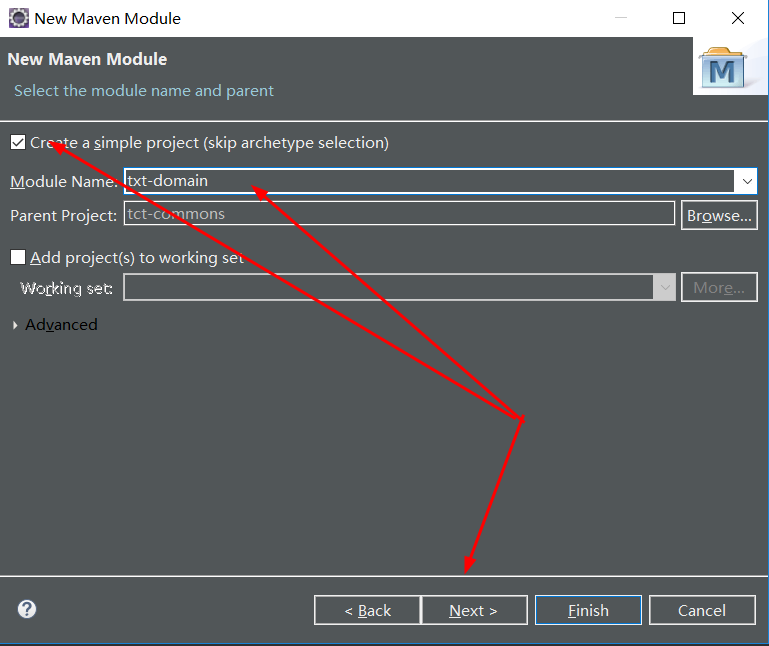 New Maven Module
New Maven Module
Select the module name and parent
Create a simple project (skip archetype selection)
Module Name: txt-domain
Parent Project: tct-commons Browse...
Add project(s) to working set
Working set: More...
Advanced
< Back Next > Finish Cancel